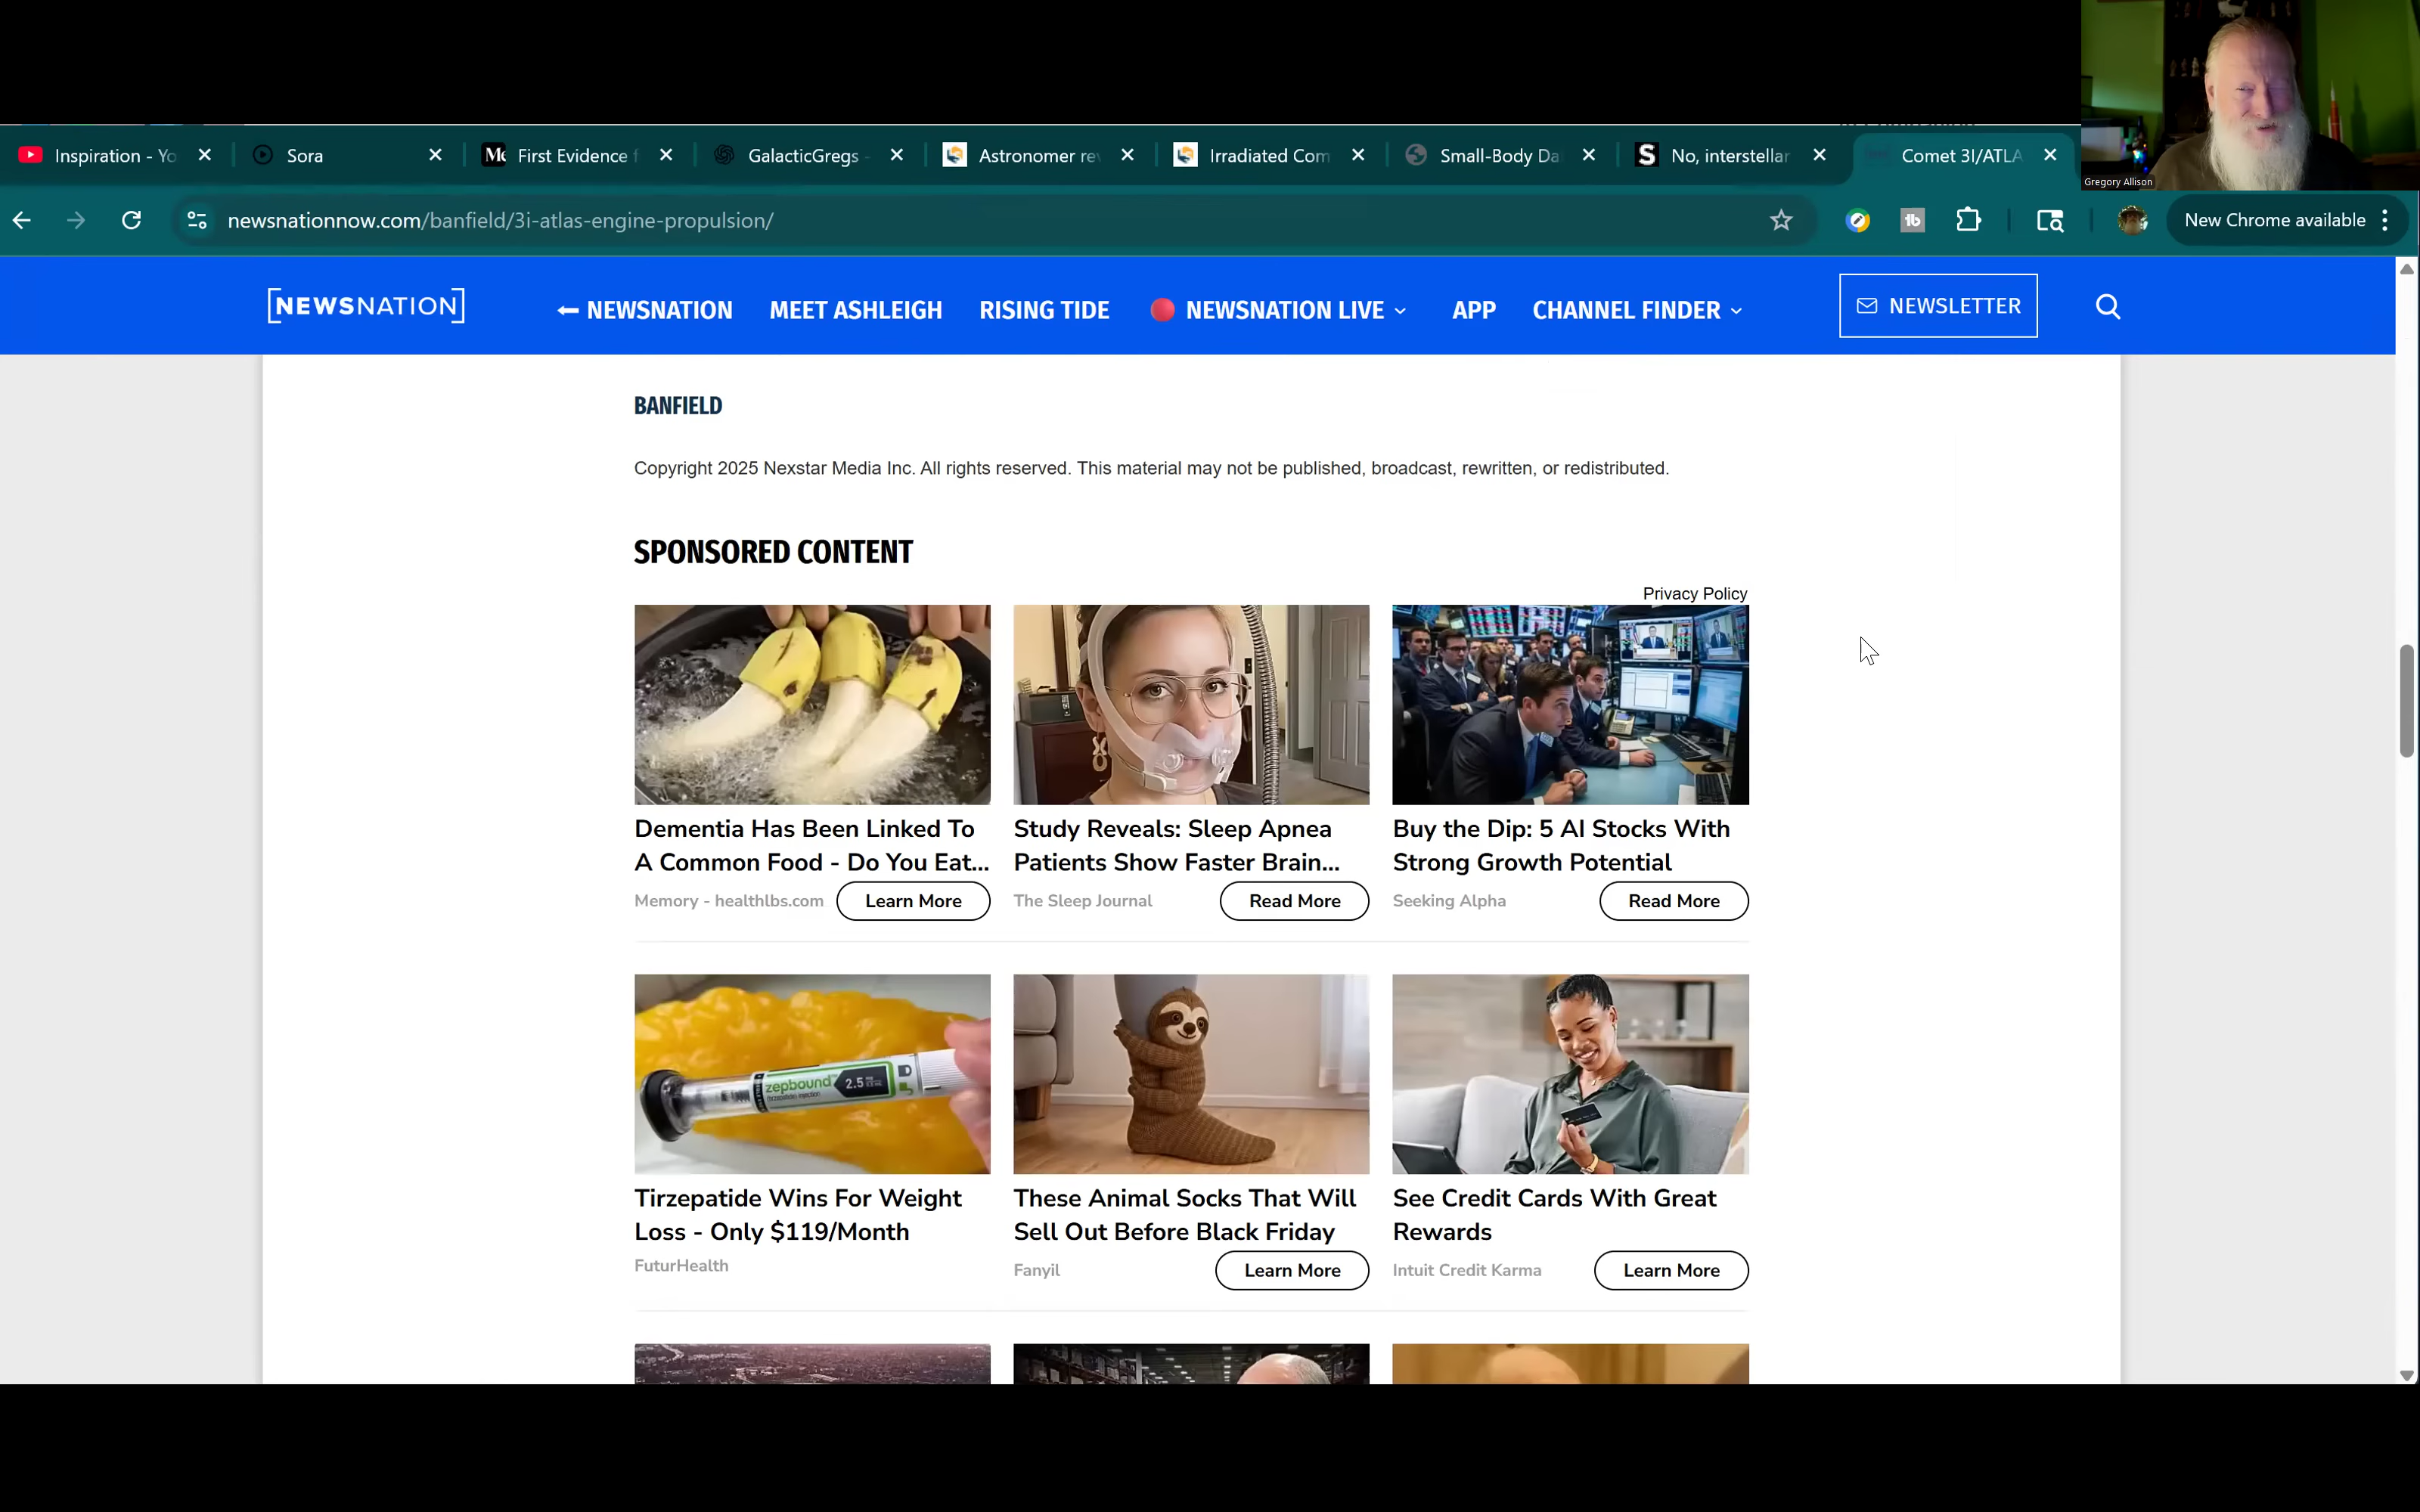 Inspiration - Yo
Sora
First Evidence f
GalacticGregs -
Astronomer re
Irradiated Com
Small-Body Da
No, interstellar
Comet 3I/ATLA
Gregory Allison
newsnationnow.com/banfield/3i-atlas-engine-propulsion/
New Chrome available
[NEWSNATION]
NEWSNATION
MEET ASHLEIGH
RISING TIDE
NEWSNATION LIVE
APP
CHANNEL FINDER
NEWSLETTER
BANFIELD
Copyright 2025 Nexstar Media Inc. All rights reserved. This material may not be published, broadcast, rewritten, or redistributed.
SPONSORED CONTENT
Privacy Policy
Dementia Has Been Linked To
A Common Food - Do You Eat...
Memory - healthlbs.com
Learn More
Study Reveals: Sleep Apnea
Patients Show Faster Brain...
The Sleep Journal
Read More
Buy the Dip: 5 AI Stocks With
Strong Growth Potential
Seeking Alpha
Read More
zepbound
tirzepatide injection
2.5
Tirzepatide Wins For Weight
Loss - Only $119/Month
FuturHealth
These Animal Socks That Will
Sell Out Before Black Friday
Fanyil
Learn More
See Credit Cards With Great
Rewards
Intuit Credit Karma
Learn More